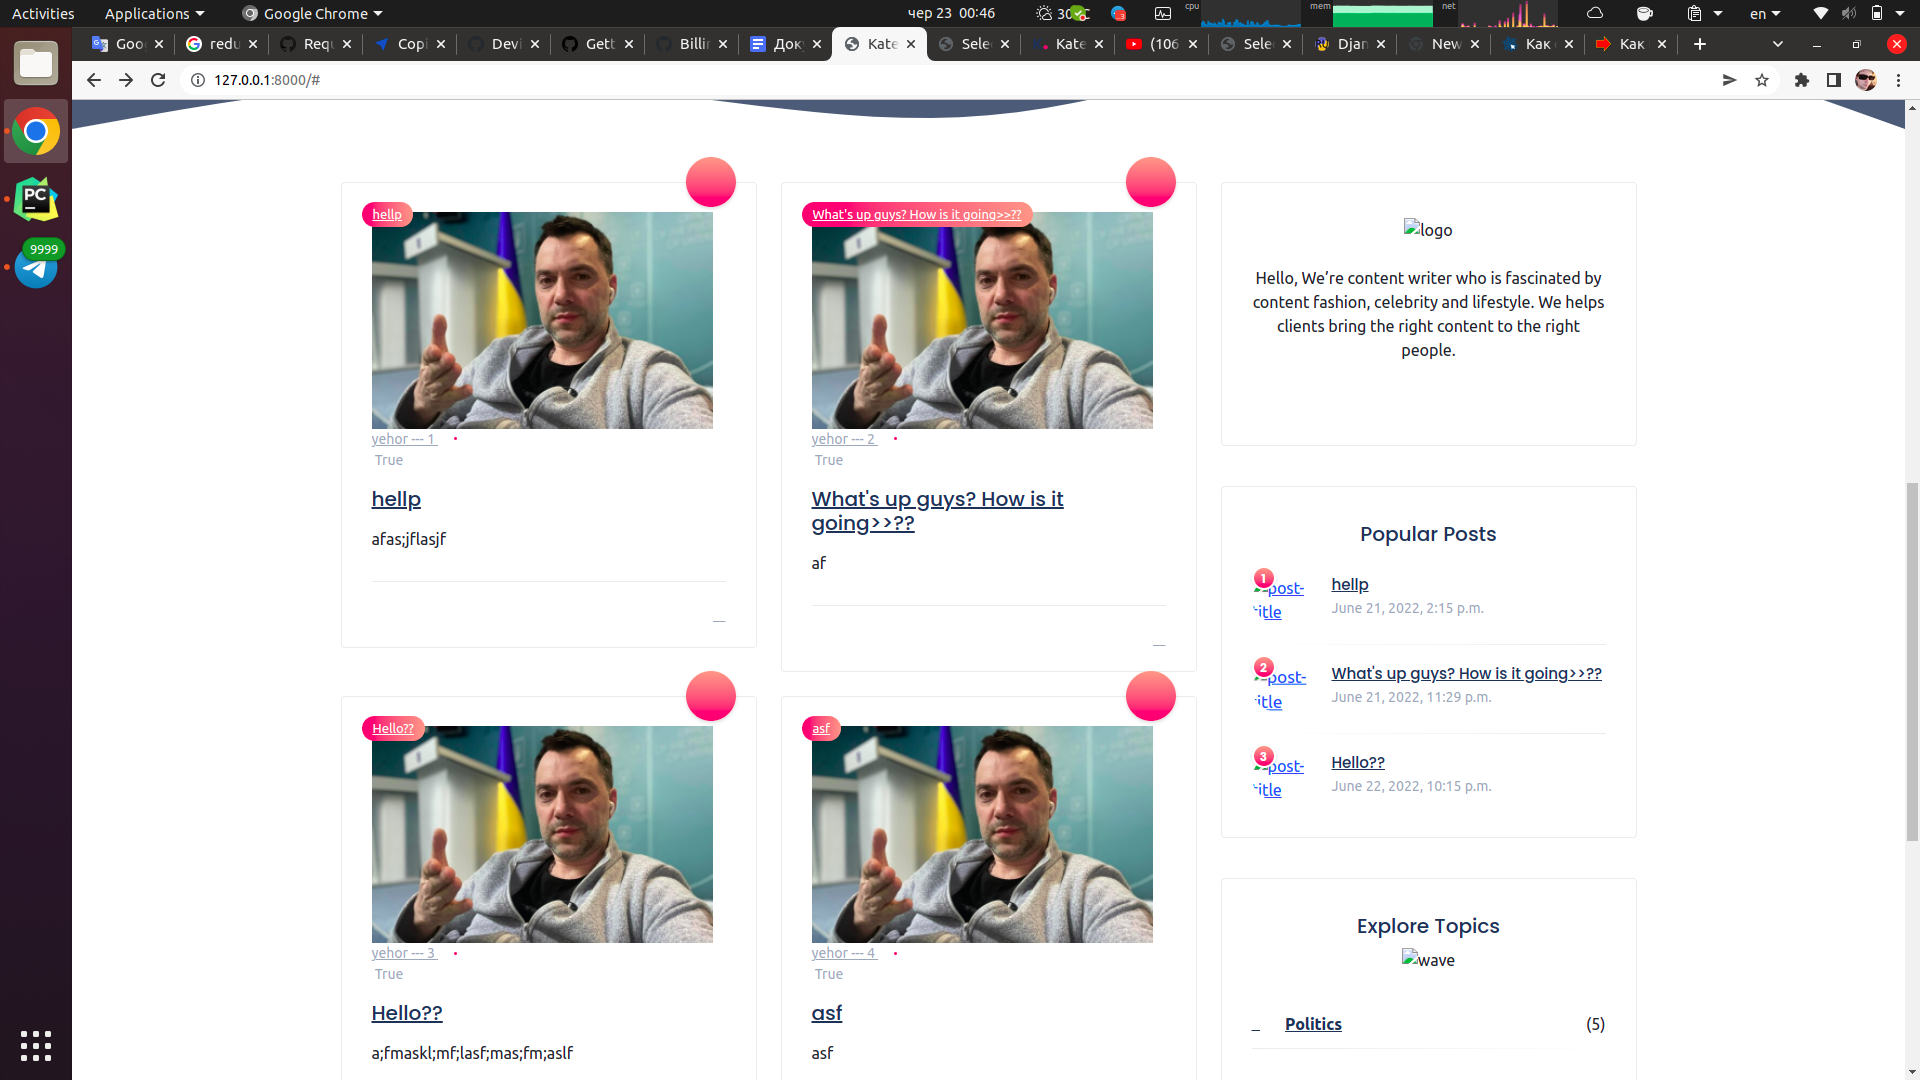 Activities
Applications
Google Chrome
чер 23 00:46
cpu
mem
net
en
Goo
redu
Requ
Copi
Devi
Gett
Billir
Док
Kate
Selec
Kate
(106
Selec
Djan
New
Как
Как
127.0.0.1:8000/#
PC
9999
hellp
yehor --- 1
True
hellp
afas;jflasjf
What's up guys? How is it going>>??
yehor --- 2
True
What's up guys? How is it
going>>??
af
Hello??
yehor --- 3
True
Hello??
a;fmaskl;mf;lasf;mas;fm;aslf
asf
yehor --- 4
True
asf
asf
logo
Hello, We’re content writer who is fascinated by
content fashion, celebrity and lifestyle. We helps
clients bring the right content to the right
people.
Popular Posts
1
post-
title
hellp
June 21, 2022, 2:15 p.m.
2
post-
title
What's up guys? How is it going>>??
June 21, 2022, 11:29 p.m.
3
post-
title
Hello??
June 22, 2022, 10:15 p.m.
Explore Topics
wave
Politics (5)